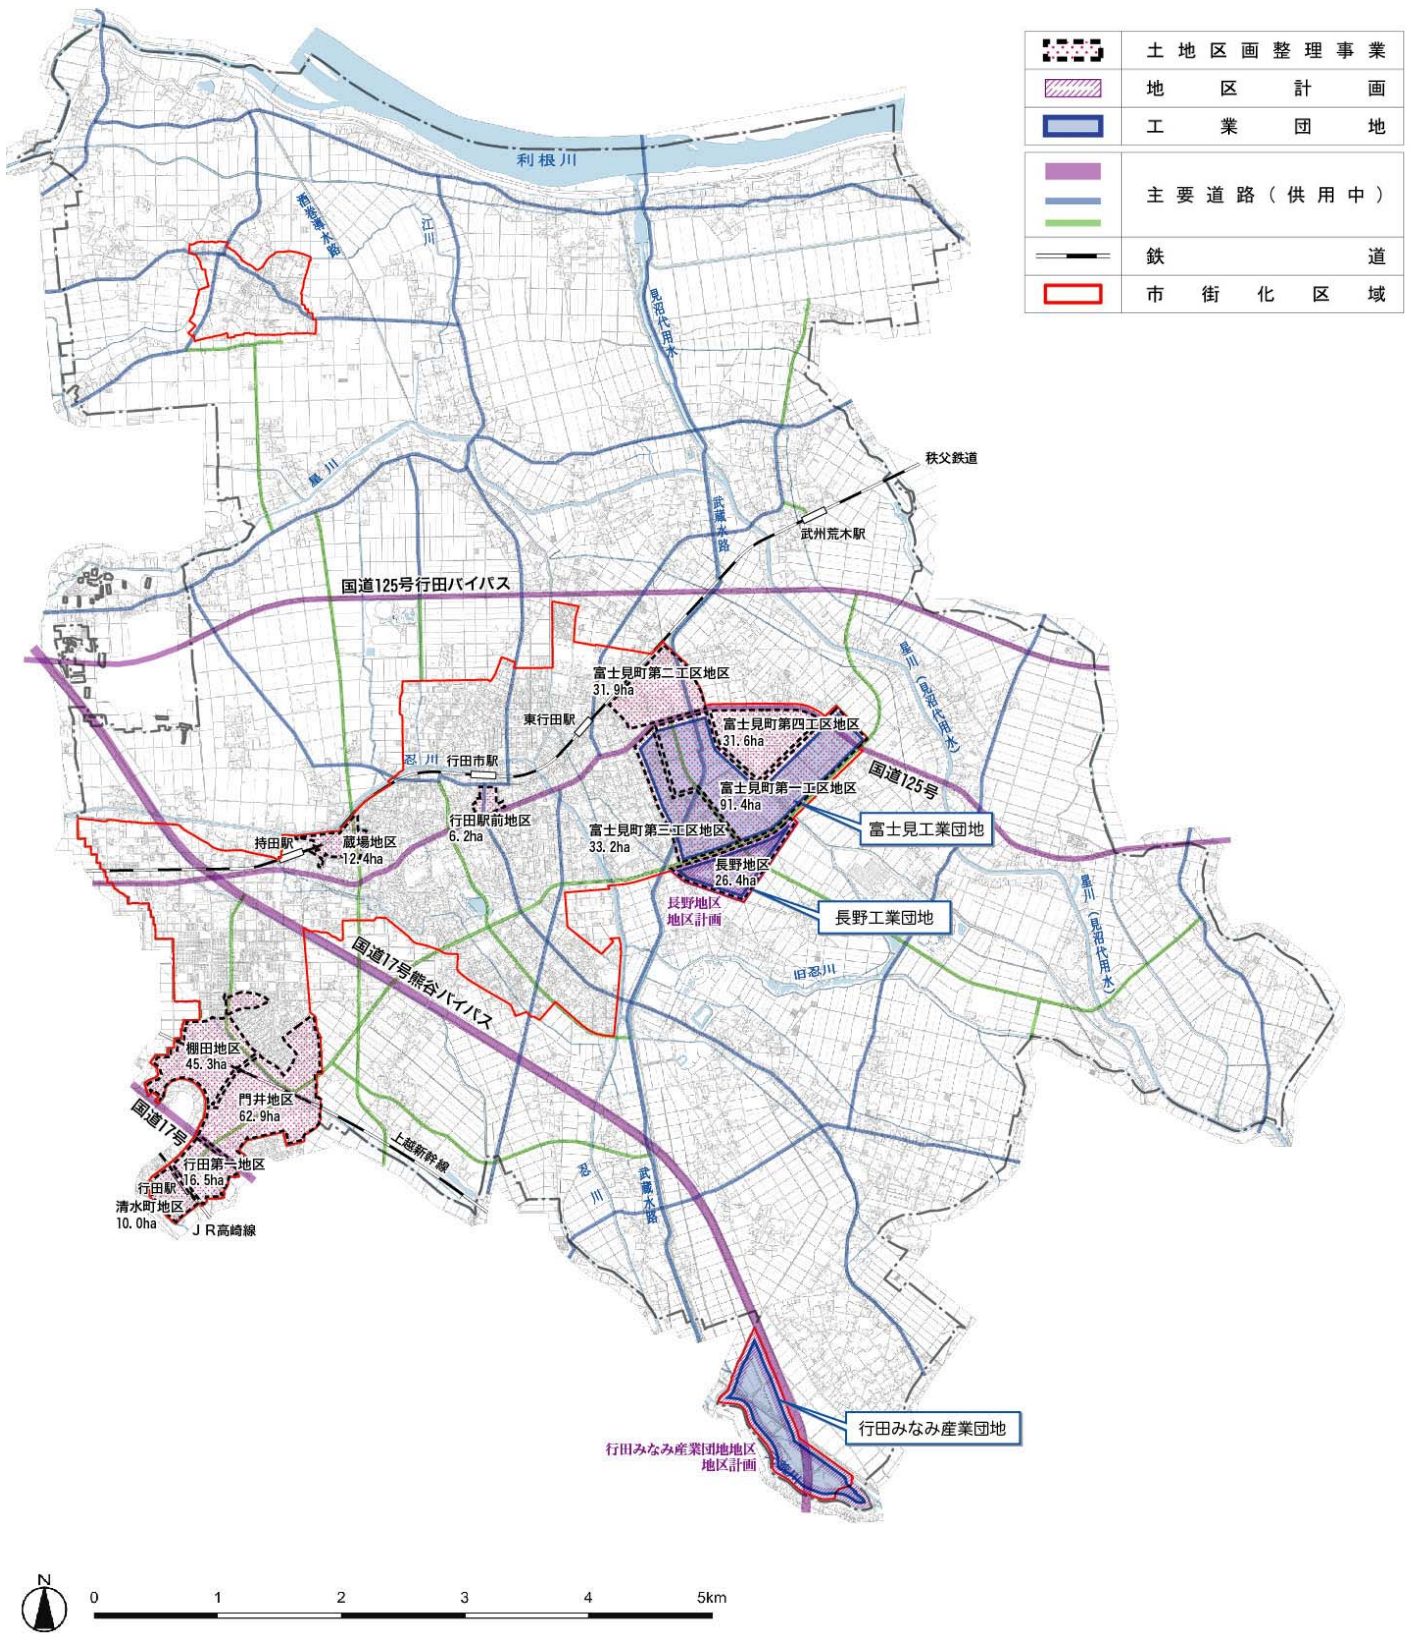 土地区画整理事業
地区計画
工業団地
主要道路（供用中）
鉄道
市街化区域
利根川
酒巻導水路
江川
見沼代用水
星川
秩父鉄道
武蔵水路
武州荒木駅
国道125号行田バイパス
星川（見沼代用水）
富士見町第二工区地区
31.9ha
東行田駅
富士見町第四工区地区
31.6ha
忍川
行田市駅
国道125号
富士見町第一工区地区
91.4ha
行田駅前地区
6.2ha
富士見工業団地
富士見町第三工区地区
33.2ha
持田駅
蔵場地区
12.4ha
長野地区
26.4ha
長野地区
地区計画
長野工業団地
星川（見沼代用水）
国道17号熊谷バイパス
旧忍川
棚田地区
45.3ha
門井地区
62.9ha
国道17号
上越新幹線
行田第一地区
16.5ha
行田駅
清水町地区
10.0ha
JR高崎線
忍川
武蔵水路
行田みなみ産業団地
行田みなみ産業団地地区
地区計画
N
0 1 2 3 4 5km